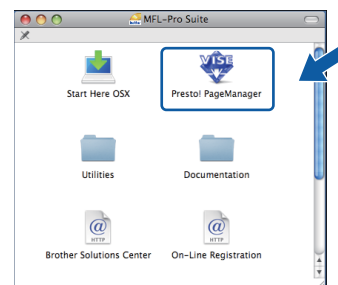 MFL-Pro Suite
VISE
Start Here OSX
Presto! PageManager
Utilities
Documentation
@ @
HTTP HTTP
Brother Solutions Center
On-Line Registration